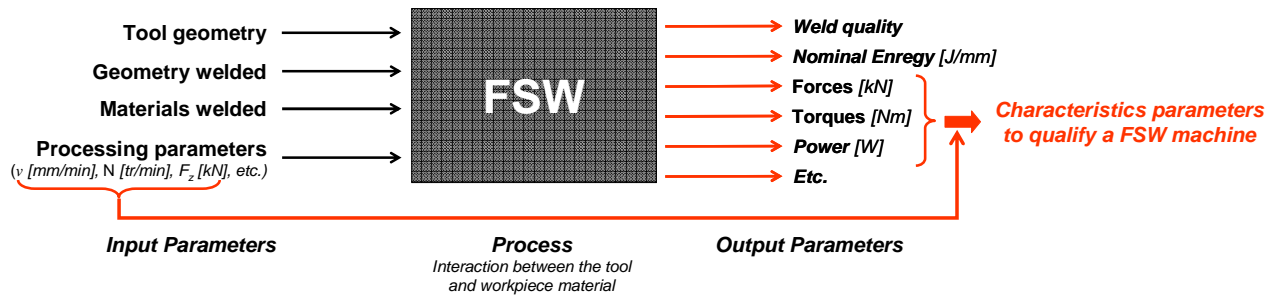 Tool geometry
Geometry welded
Materials welded
Processing parameters
(v [mm/min], N [tr/min], Fz [kN], etc.)
FSW
Weld quality
Nominal Enregy [J/mm]
Forces [kN]
Torques [Nm]
Power [W]
Etc.
Characteristics parameters
to qualify a FSW machine
Input Parameters
Process
Interaction between the tool
and workpiece material
Output Parameters